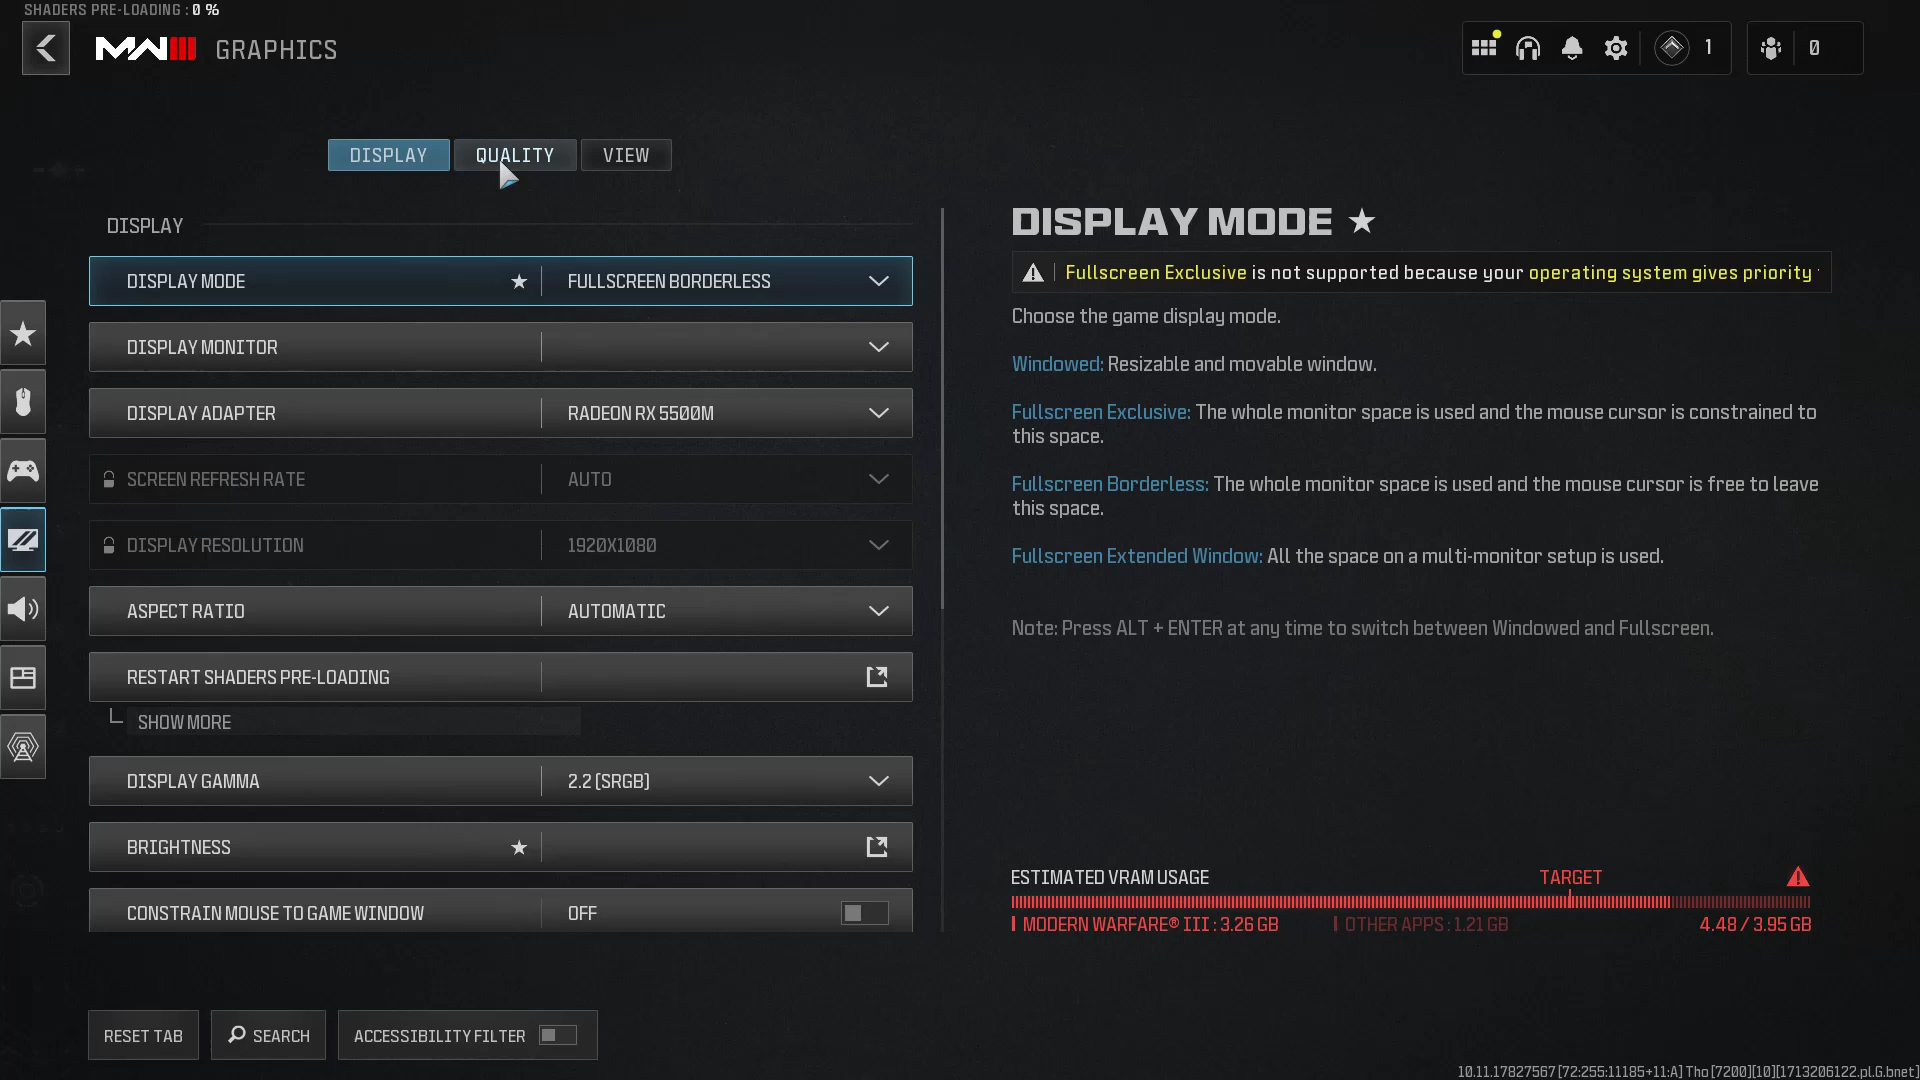 SHADERS PRE-LOADING : 0 %
MWIII GRAPHICS
1
0
DISPLAY
QUALITY
VIEW
DISPLAY
DISPLAY MODE
FULLSCREEN BORDERLESS
DISPLAY MONITOR
DISPLAY ADAPTER
RADEON RX 5500M
SCREEN REFRESH RATE
AUTO
DISPLAY RESOLUTION
1920X1080
ASPECT RATIO
AUTOMATIC
RESTART SHADERS PRE-LOADING
SHOW MORE
DISPLAY GAMMA
2.2 (SRGB)
BRIGHTNESS
CONSTRAIN MOUSE TO GAME WINDOW
OFF
DISPLAY MODE
Fullscreen Exclusive is not supported because your operating system gives priority
Choose the game display mode.
Windowed: Resizable and movable window.
Fullscreen Exclusive: The whole monitor space is used and the mouse cursor is constrained to
this space.
Fullscreen Borderless: The whole monitor space is used and the mouse cursor is free to leave
this space.
Fullscreen Extended Window: All the space on a multi-monitor setup is used.
Note: Press ALT + ENTER at any time to switch between Windowed and Fullscreen.
ESTIMATED VRAM USAGE
TARGET
MODERN WARFARE® III : 3.26 GB
OTHER APPS : 1.21 GB
4.48 / 3.95 GB
RESET TAB
SEARCH
ACCESSIBILITY FILTER
10.11.17827567 [72:255:11185+11:A] Tho [7200][10][1713206122.pl.G.bnet]